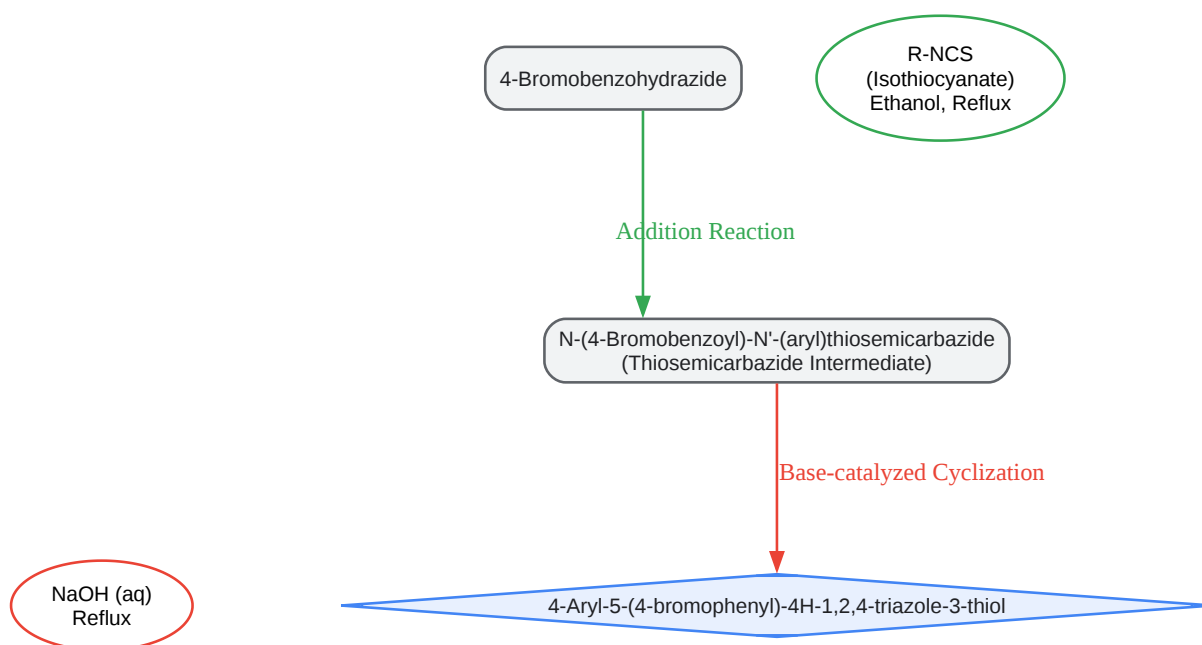 4-Bromobenzohydrazide
R-NCS
(Isothiocyanate)
Ethanol, Reflux
Addition Reaction
N-(4-Bromobenzoyl)-N'-(aryl)thiosemicarbazide
(Thiosemicarbazide Intermediate)
Base-catalyzed Cyclization
NaOH (aq)
Reflux
4-Aryl-5-(4-bromophenyl)-4H-1,2,4-triazole-3-thiol